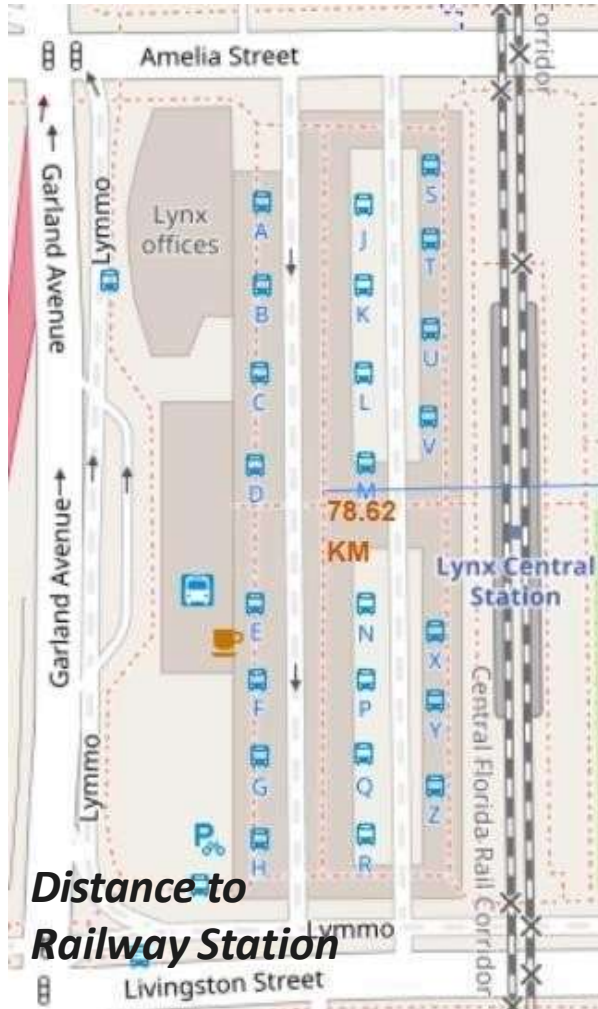 Corridor
Amelia Street
Garland Avenue
Lymmo
Lynx
offices
A
B
C
D
J
K
L
M
S
T
U
V
78.62
KM
Lynx Central
Station
Garland Avenue
E
F
G
H
N
P
Q
R
X
Y
Z
Central Florida Rail Corridor
Lymmo
P
Distance to
Railway Station
Lymmo
Livingston Street